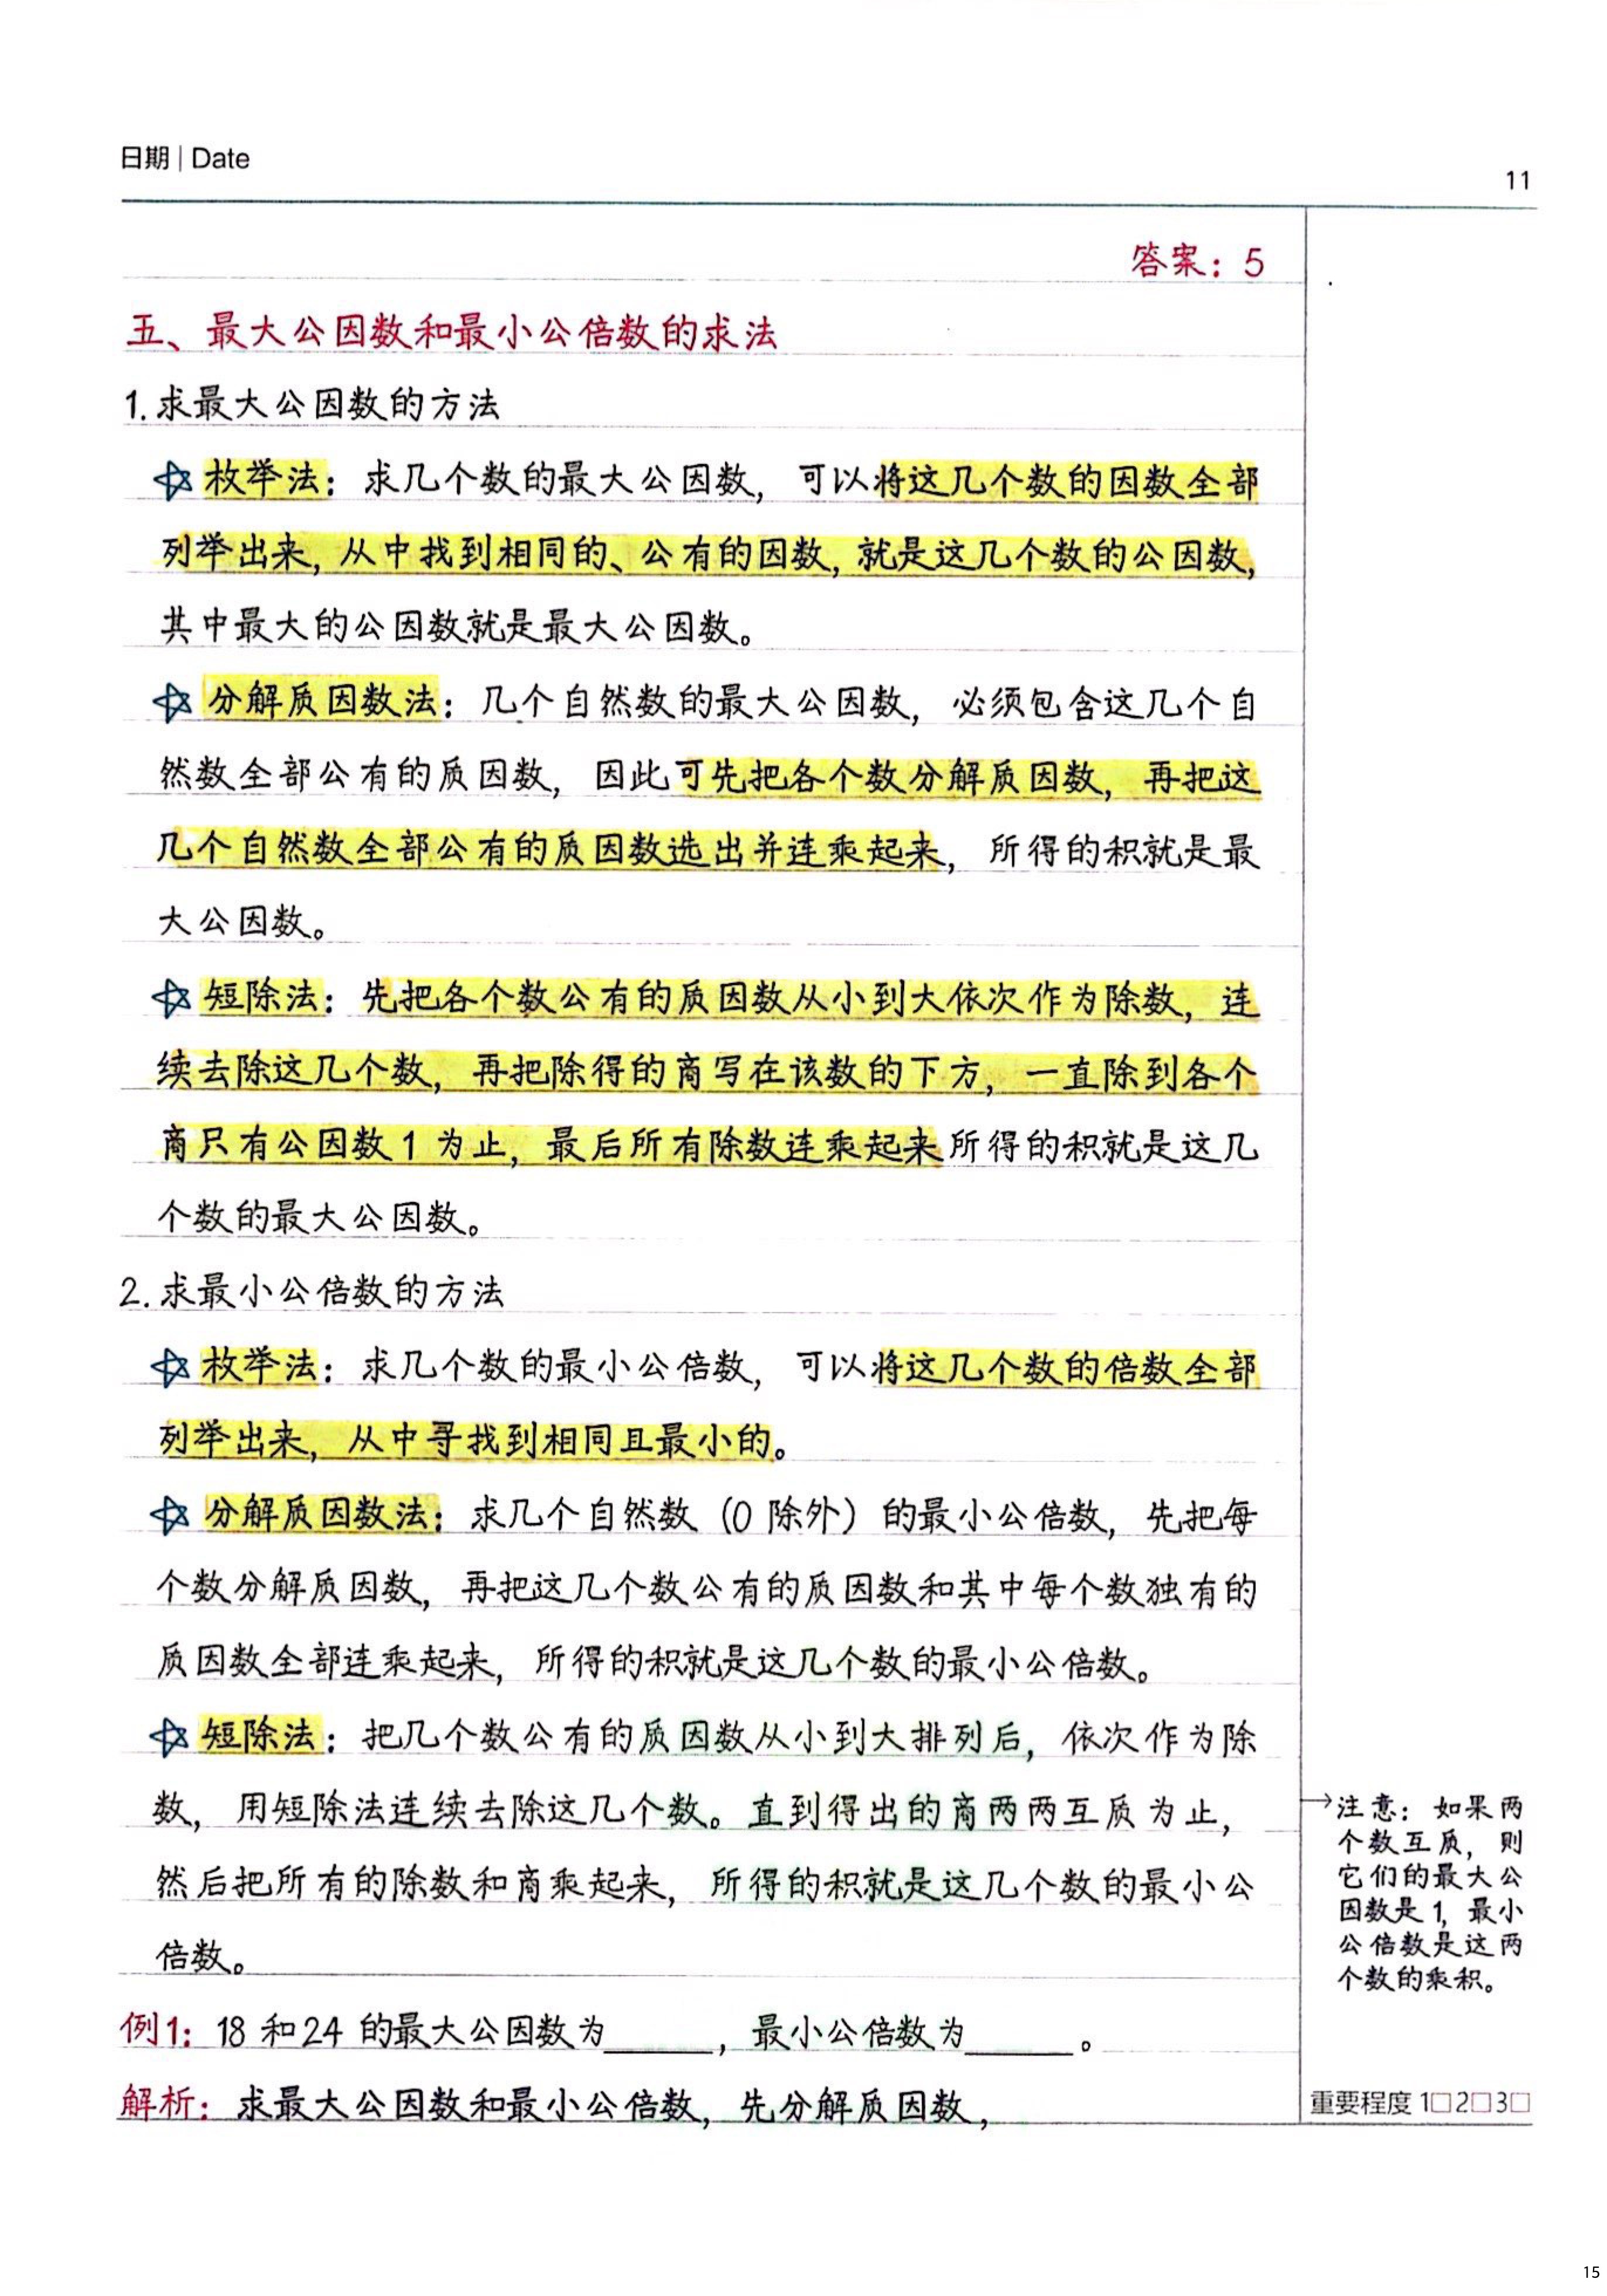 日期 | Date
11
答案：5
五、最大公因数和最小公倍数的求法
1.求最大公因数的方法
枚举法：求几个数的最大公因数，可以将这几个数的因数全部
列举出来，从中找到相同的、公有的因数，就是这几个数的公因数，
其中最大的公因数就是最大公因数。
分解质因数法：几个自然数的最大公因数，必须包含这几个自
然数全部公有的质因数，因此可先把各个数分解质因数，再把这
几个自然数全部公有的质因数选出并连乘起来，所得的积就是最
大公因数。
短除法：先把各个数公有的质因数从小到大依次作为除数，连
续去除这几个数，再把除得的商写在该数的下方，一直除到各个
商只有公因数1为止，最后所有除数连乘起来所得的积就是这几
个数的最大公因数。
2.求最小公倍数的方法
枚举法：求几个数的最小公倍数，可以将这几个数的倍数全部
列举出来，从中寻找到相同且最小的。
分解质因数法：求几个自然数（0除外）的最小公倍数，先把每
个数分解质因数，再把这几个数公有的质因数和其中每个数独有的
质因数全部连乘起来，所得的积就是这几个数的最小公倍数。
短除法：把几个数公有的质因数从小到大排列后，依次作为除
数，用短除法连续去除这几个数。直到得出的商两两互质为止，
然后把所有的除数和商乘起来，所得的积就是这几个数的最小公
倍数。
注意：如果两
个数互质，则
它们的最大公
因数是1，最小
公倍数是这两
个数的乘积。
例1：18和24的最大公因数为______，最小公倍数为______。
解析：求最大公因数和最小公倍数，先分解质因数，
重要程度 1□2□3□
15